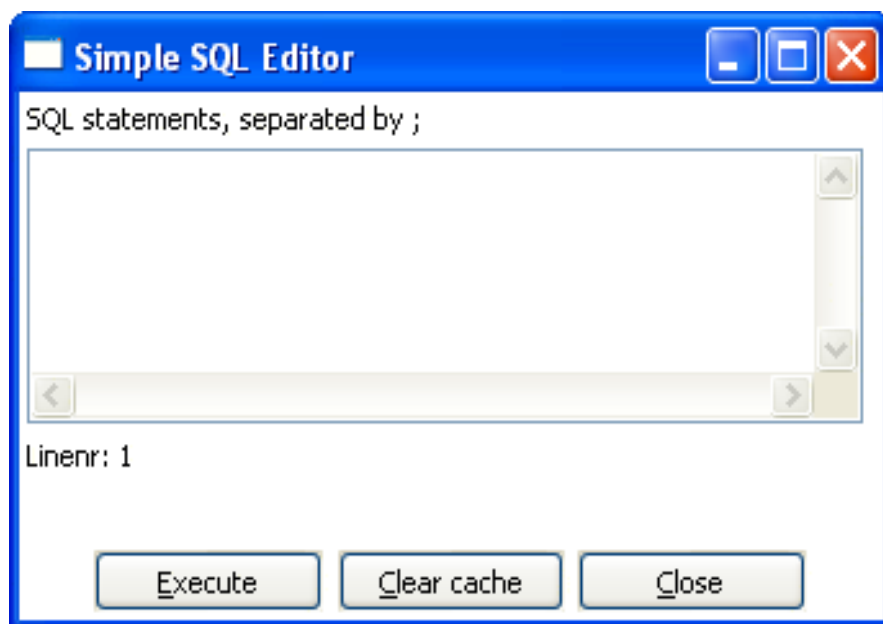 Simple SQL Editor
SQL statements, separated by ;
Linenr: 1
Execute Clear cache Close